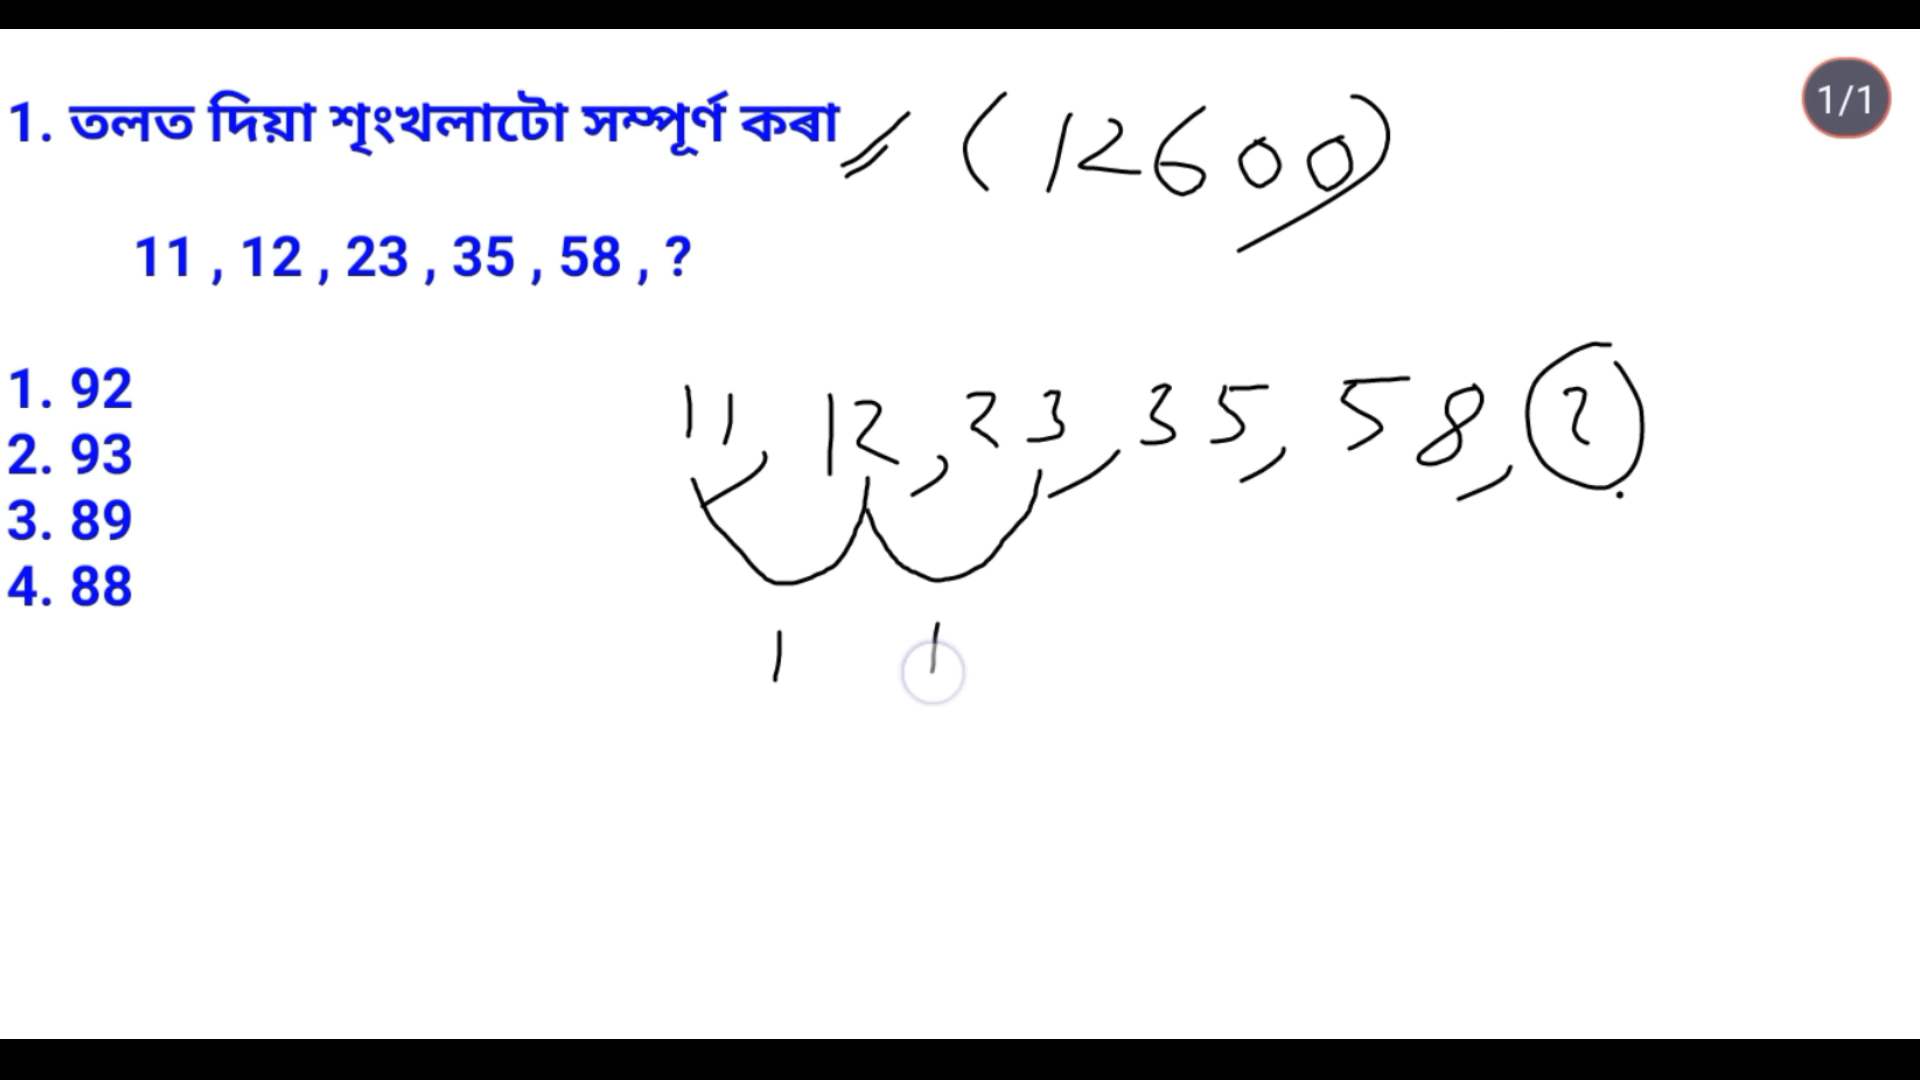 1/1
1. তলত দিয়া শৃংখলাটো সম্পূৰ্ণ কৰা (12600)
11 , 12 , 23 , 35 , 58 , ?
1. 92
2. 93
3. 89
4. 88
11, 12, 23, 35, 58, ?
1 1